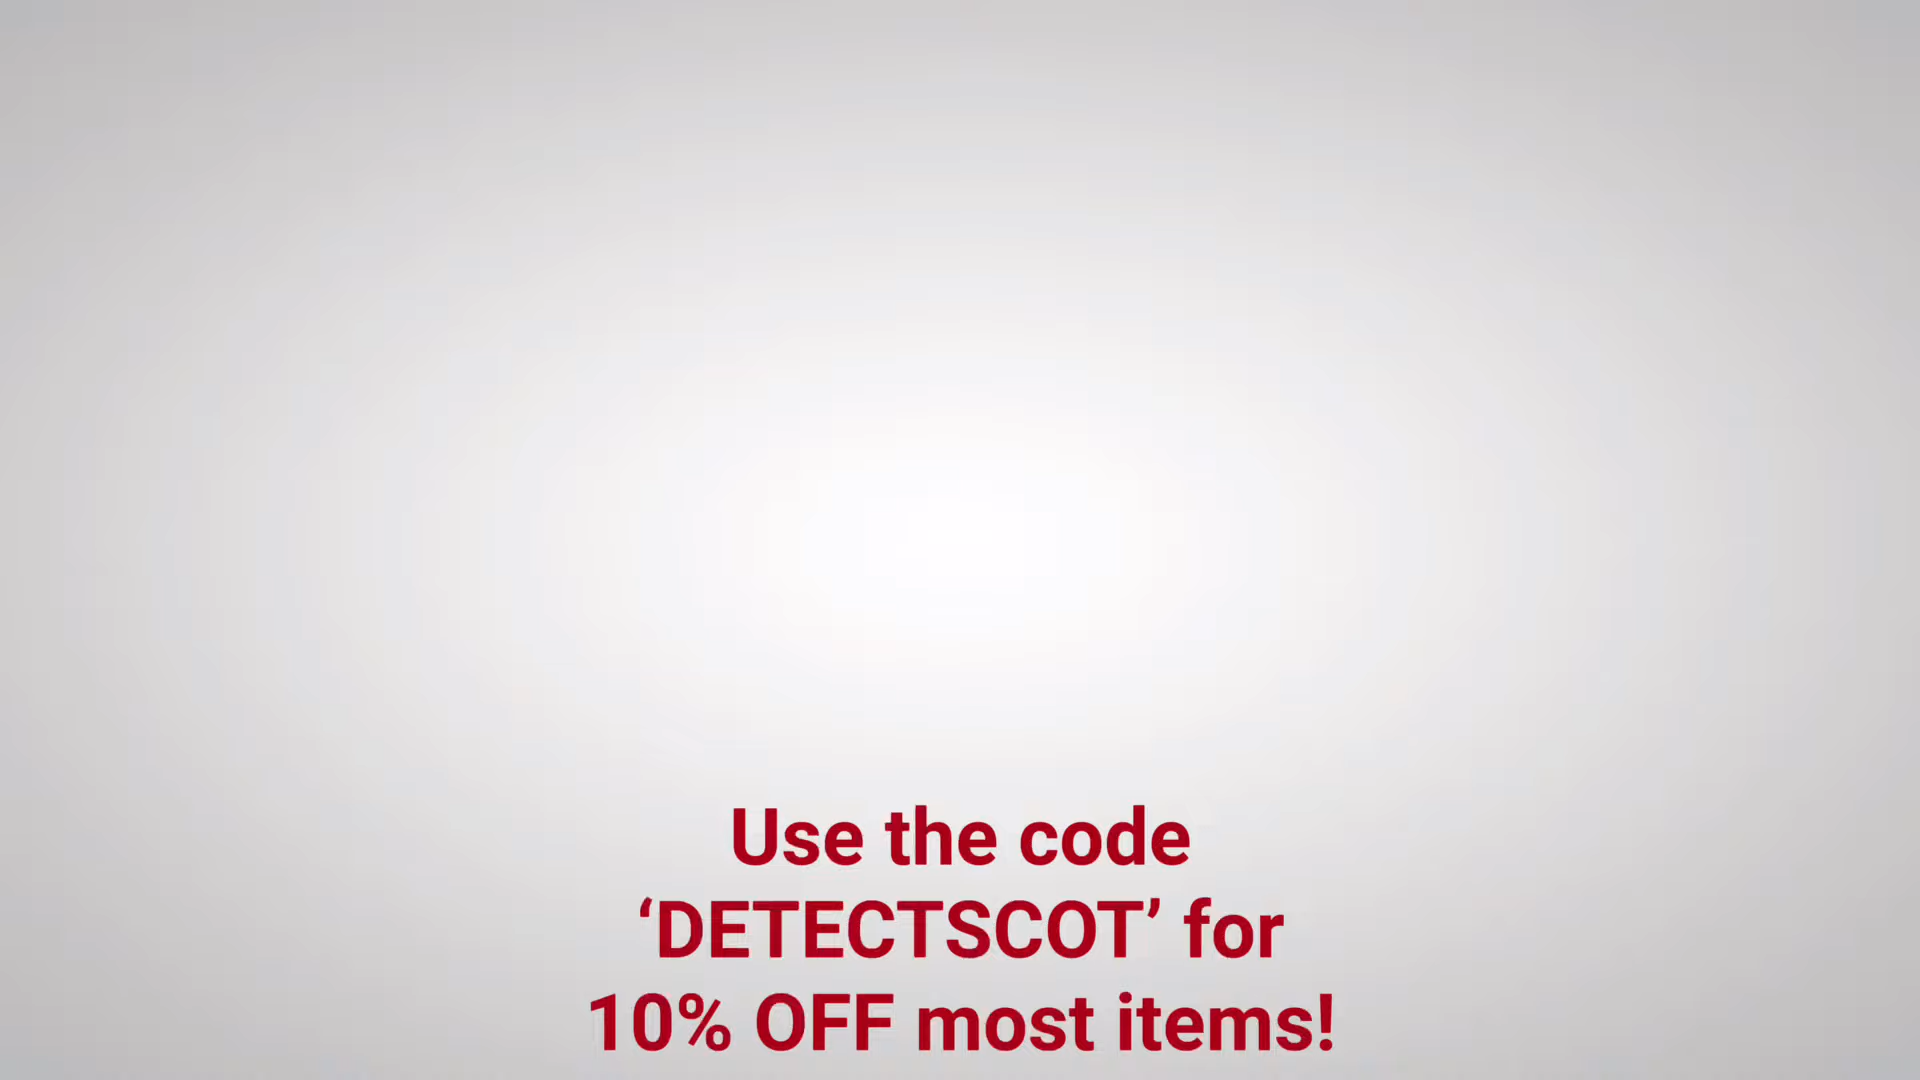 Use the code
‘DETECTSCOT’ for
10% OFF most items!